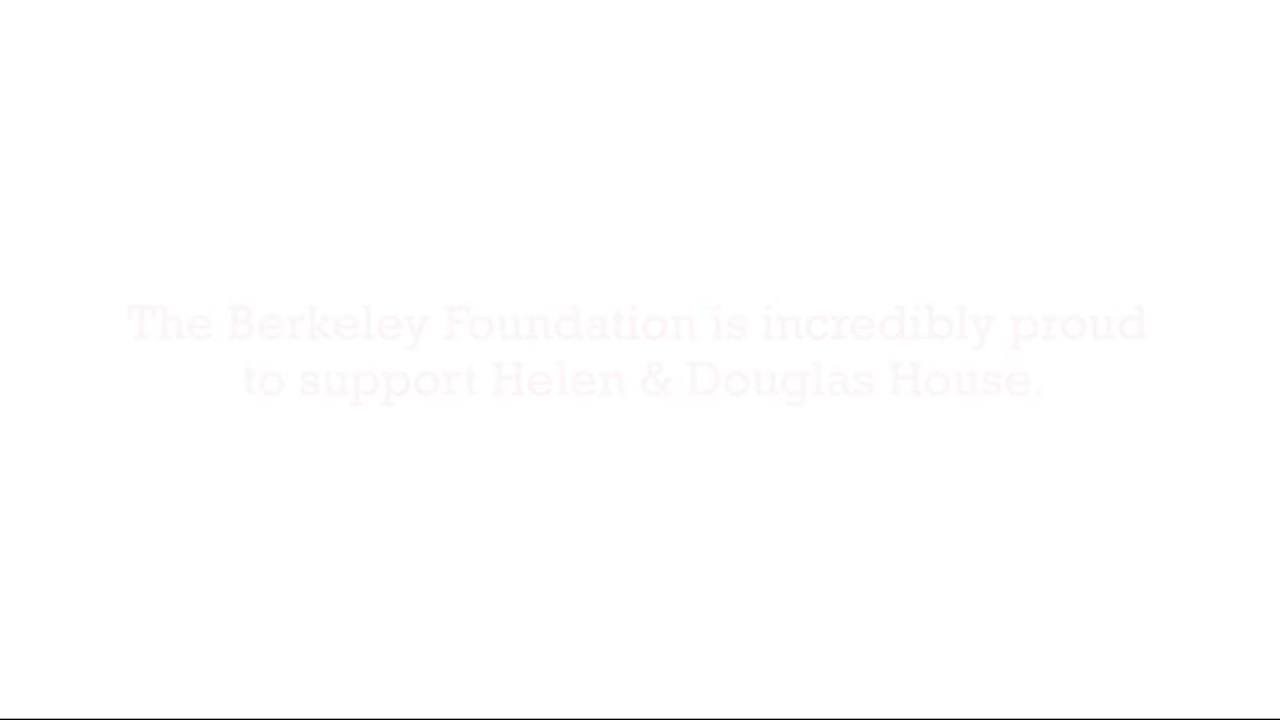 The Berkeley Foundation is incredibly proud
to support Helen & Douglas House.